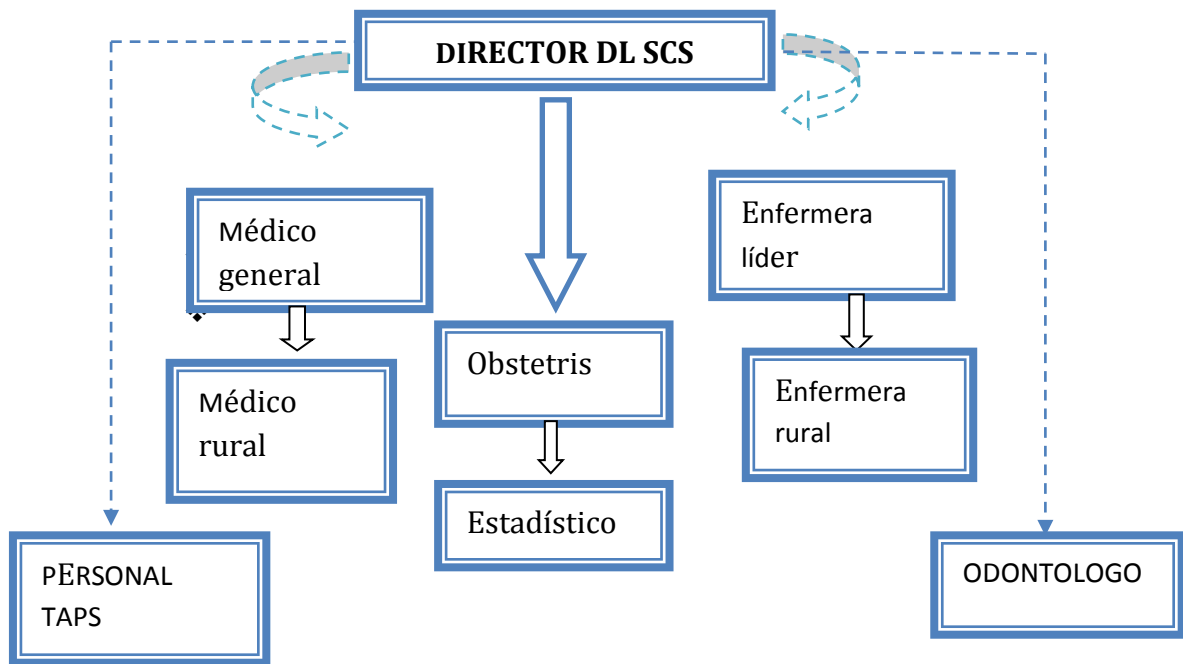 DIRECTOR DL SCS
Médico
general
Enfermera
líder
Obstetris
Médico
rural
Enfermera
rural
Estadístico
PERSONAL
TAPS
ODONTOLOGO